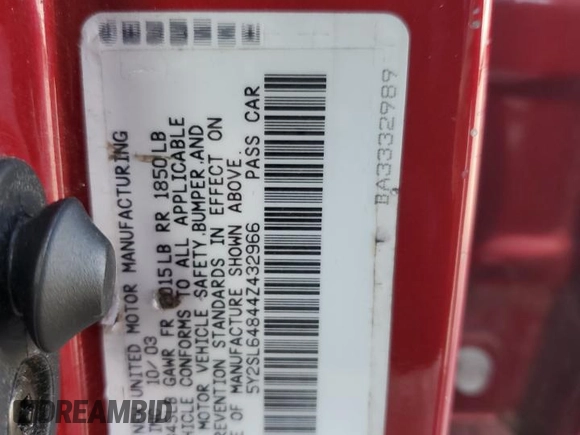 UNITED MOTOR MANUFACTURING
10/03
GAWR FR 2015LB RR 1850LB
CONFORMS TO ALL APPLICABLE
MOTOR VEHICLE SAFETY, BUMPER, AND
PREVENTION STANDARDS IN EFFECT ON
OF MANUFACTURE SHOWN ABOVE.
5Y2SL64844Z432966 PASS CAR
BA3332989
DREAMBID